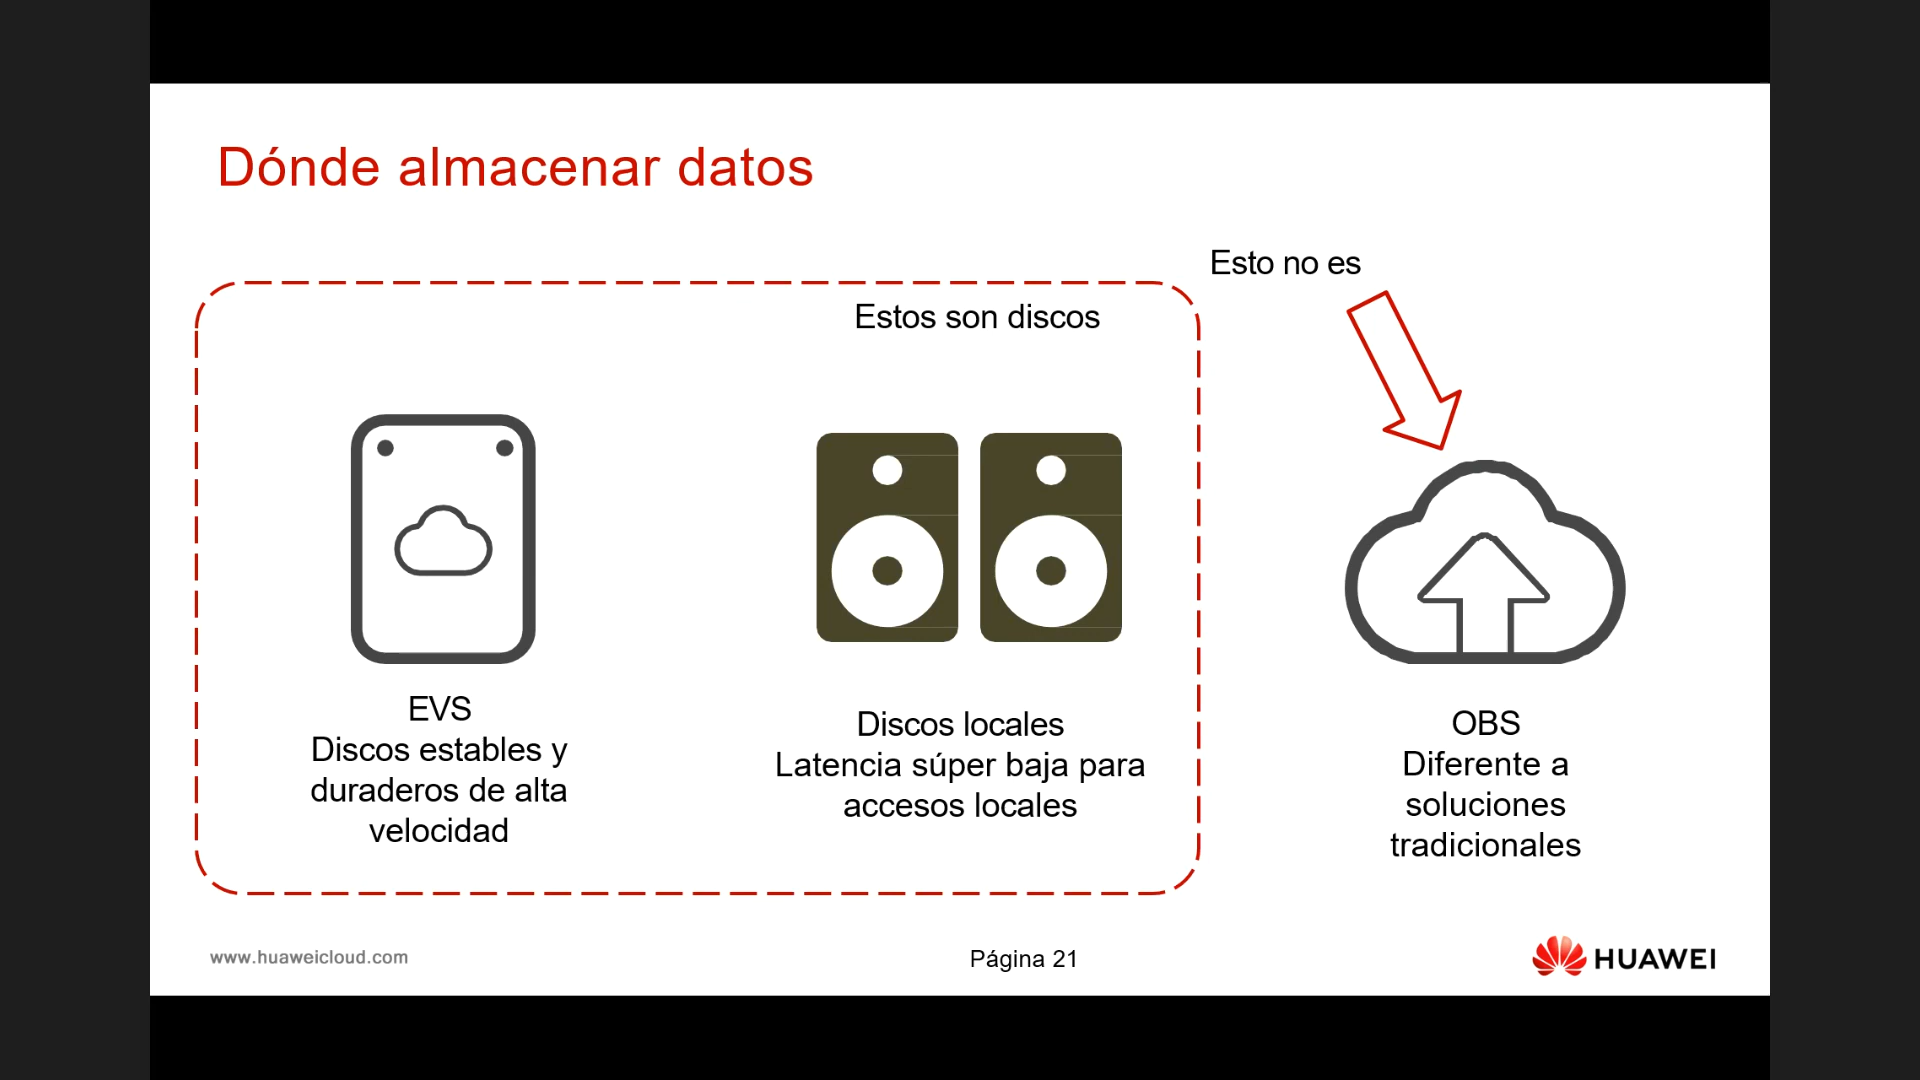 Dónde almacenar datos
Esto no es
Estos son discos
EVS
Discos estables y
duraderos de alta
velocidad
Discos locales
Latencia súper baja para
accesos locales
OBS
Diferente a
soluciones
tradicionales
www.huaweicloud.com
Página 21
HUAWEI